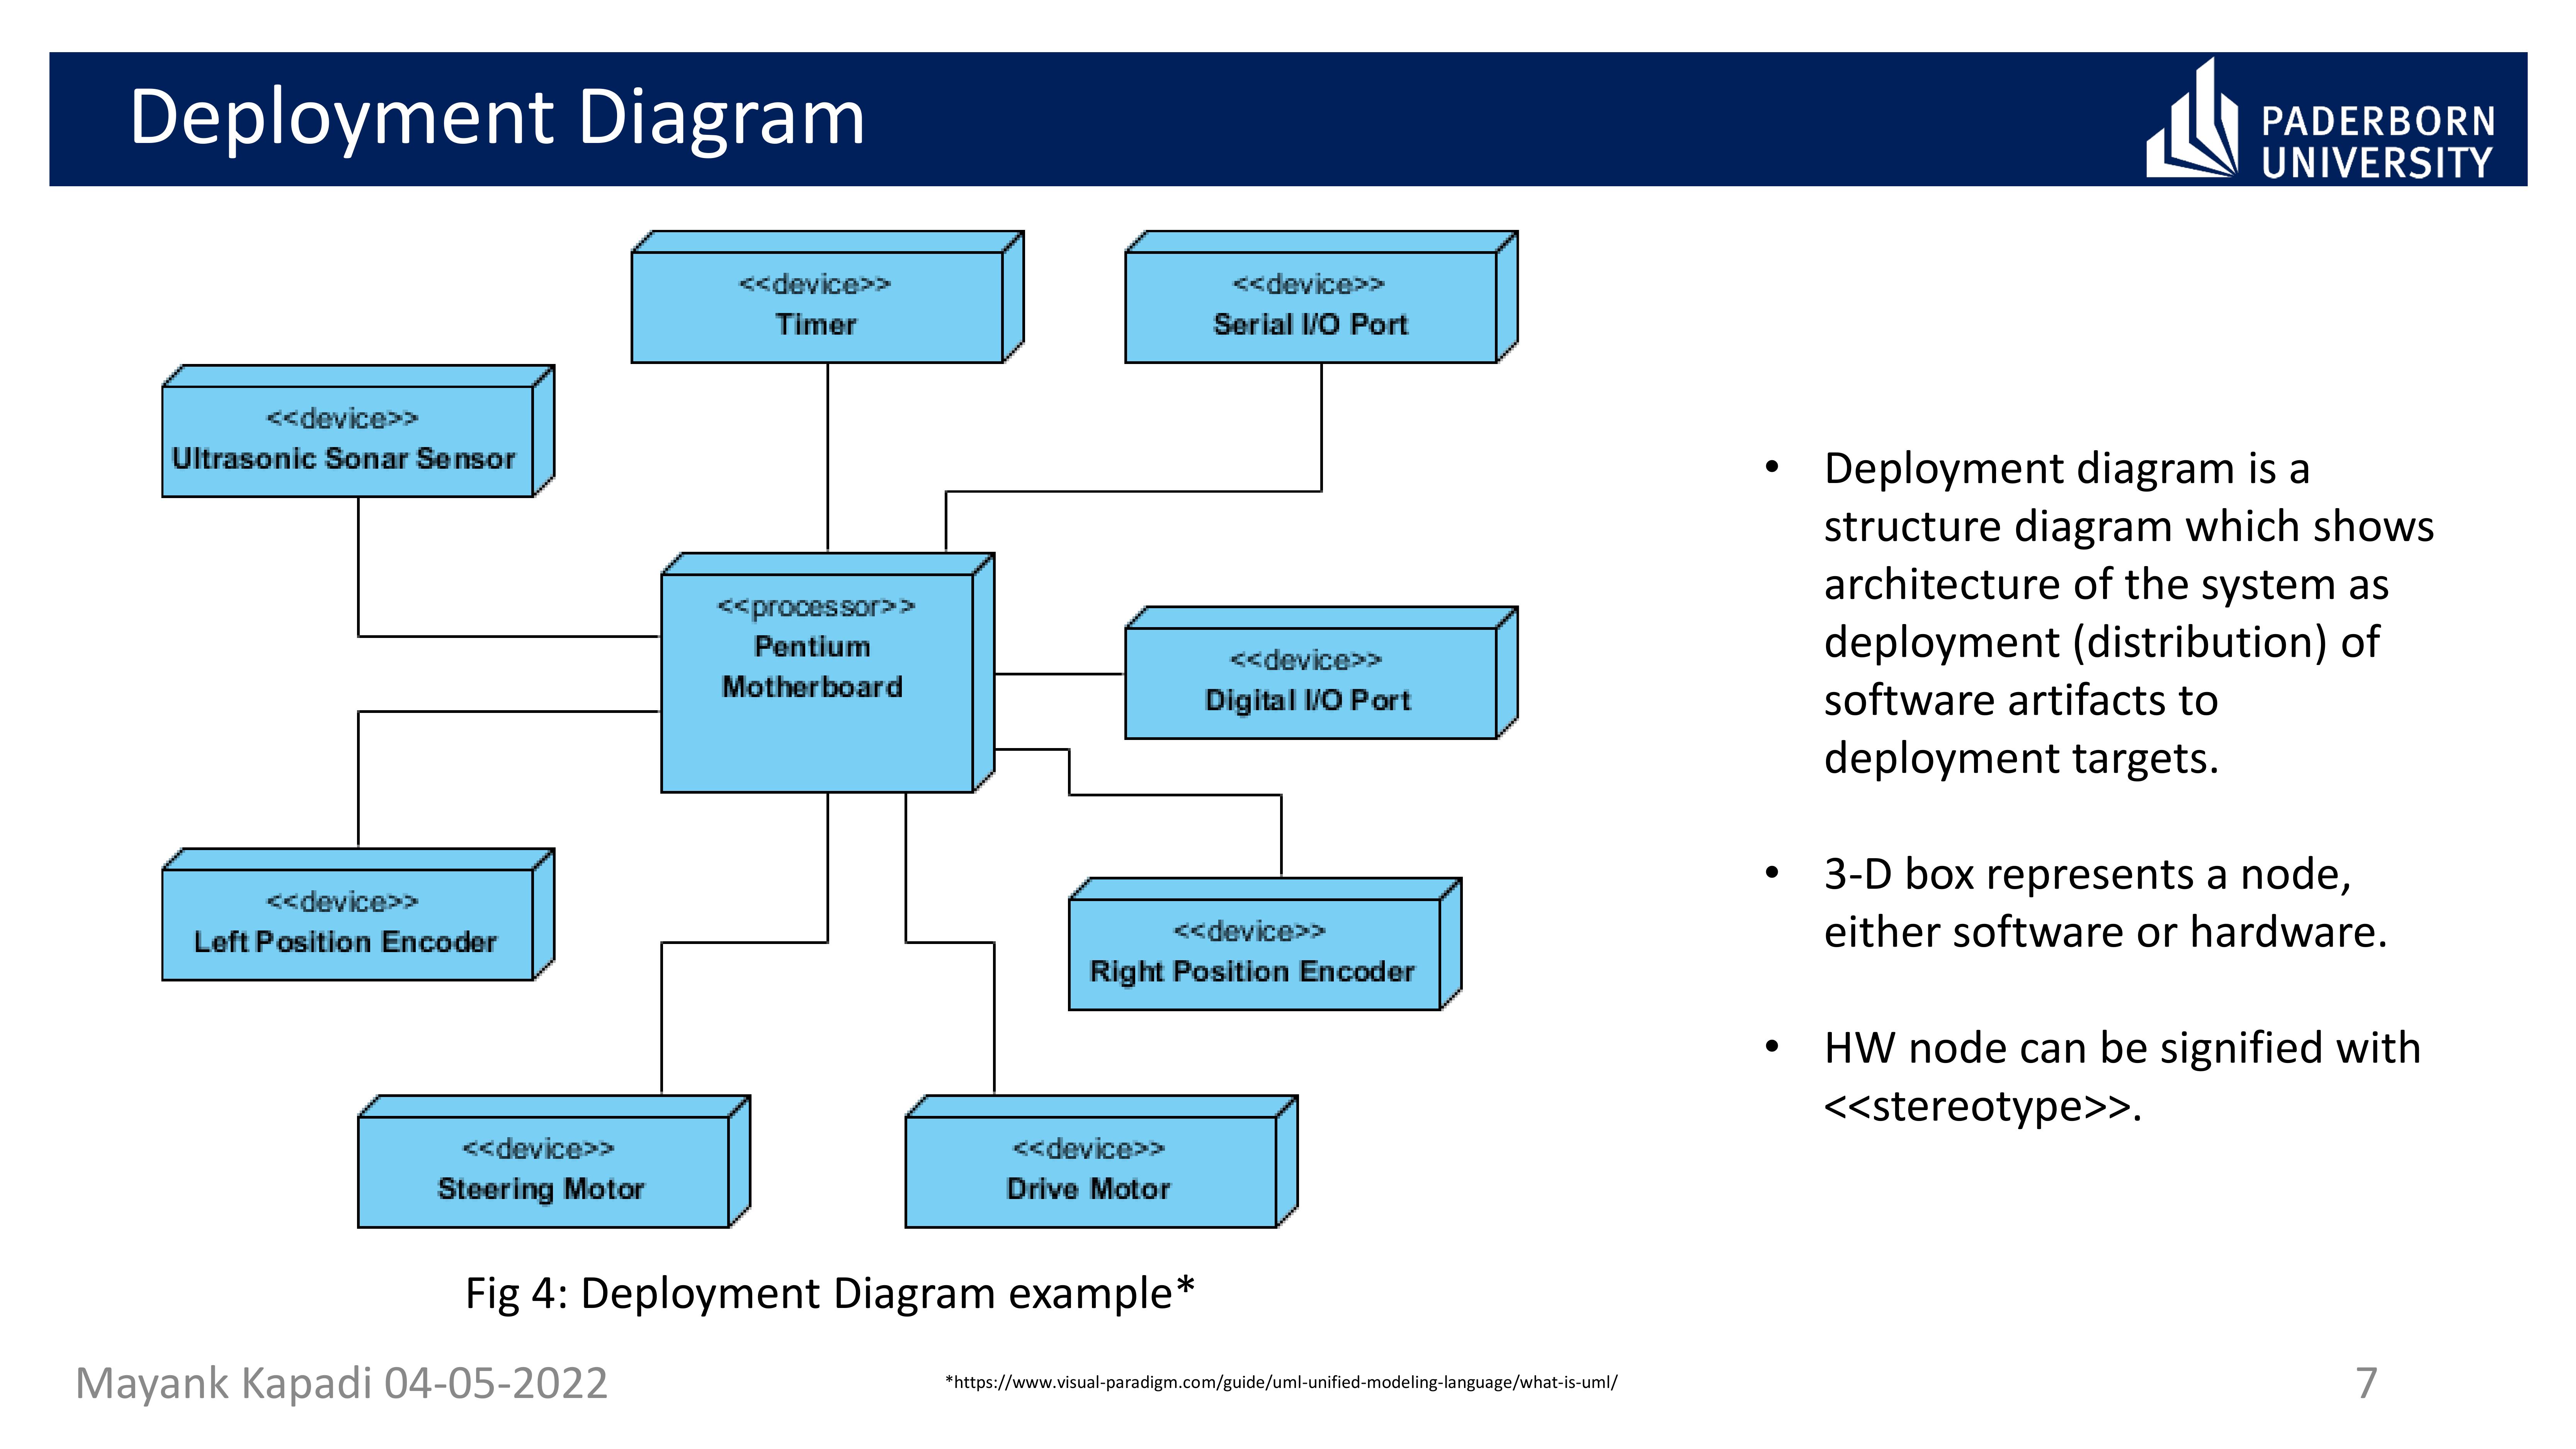 Deployment Diagram
PADERBORN
UNIVERSITY
<<device>>
Timer
<<device>>
Serial I/O Port
<<device>>
Ultrasonic Sonar Sensor
<<processor>>
Pentium
Motherboard
<<device>>
Digital I/O Port
<<device>>
Left Position Encoder
<<device>>
Right Position Encoder
<<device>>
Steering Motor
<<device>>
Drive Motor
Fig 4: Deployment Diagram example*
• Deployment diagram is a
structure diagram which shows
architecture of the system as
deployment (distribution) of
software artifacts to
deployment targets.
• 3-D box represents a node,
either software or hardware.
• HW node can be signified with
<<stereotype>>.
Mayank Kapadi 04-05-2022
*https://www.visual-paradigm.com/guide/uml-unified-modeling-language/what-is-uml/
7